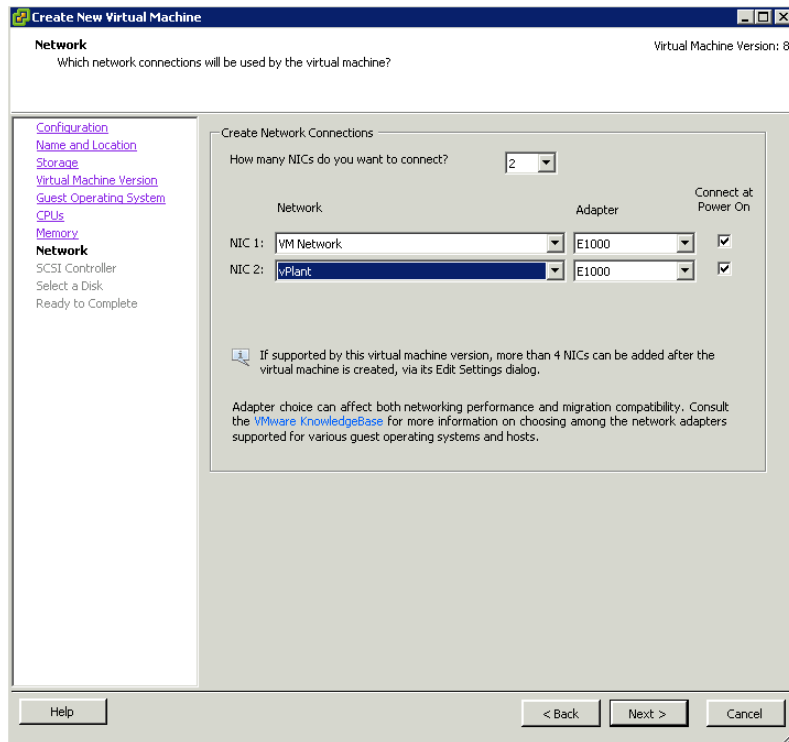 Create New Virtual Machine
Network
Which network connections will be used by the virtual machine?
Virtual Machine Version: 8
Configuration
Name and Location
Storage
Virtual Machine Version
Guest Operating System
CPUs
Memory
Network
SCSI Controller
Select a Disk
Ready to Complete
Create Network Connections
How many NICs do you want to connect? 2
Network Adapter Connect at
Power On
NIC 1: VM Network E1000
NIC 2: vPlant E1000
If supported by this virtual machine version, more than 4 NICs can be added after the
virtual machine is created, via its Edit Settings dialog.
Adapter choice can affect both networking performance and migration compatibility. Consult
the VMware KnowledgeBase for more information on choosing among the network adapters
supported for various guest operating systems and hosts.
Help < Back Next > Cancel